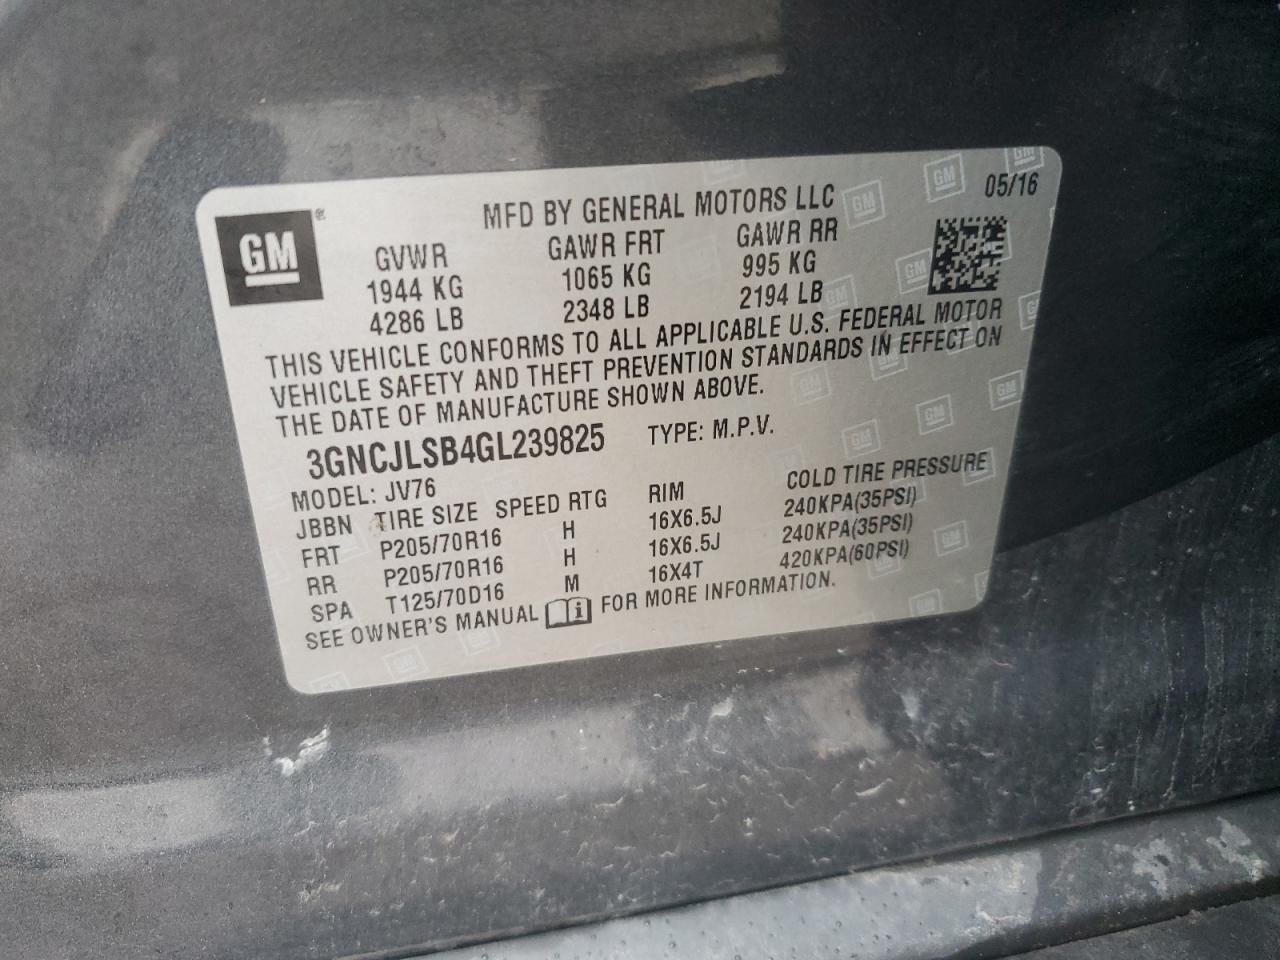 GM ®
MFD BY GENERAL MOTORS LLC 05/16
GVWR GAWR FRT GAWR RR
1944 KG 1065 KG 995 KG
4286 LB 2348 LB 2194 LB
THIS VEHICLE CONFORMS TO ALL APPLICABLE U.S. FEDERAL MOTOR
VEHICLE SAFETY AND THEFT PREVENTION STANDARDS IN EFFECT ON
THE DATE OF MANUFACTURE SHOWN ABOVE.
3GNCJLSB4GL239825 TYPE: M.P.V.
MODEL: JV76
JBBN TIRE SIZE SPEED RTG RIM COLD TIRE PRESSURE
FRT P205/70R16 H 16X6.5J 240KPA(35PSI)
RR P205/70R16 H 16X6.5J 240KPA(35PSI)
SPA T125/70D16 M 16X4T 420KPA(60PSI)
SEE OWNER'S MANUAL FOR MORE INFORMATION.